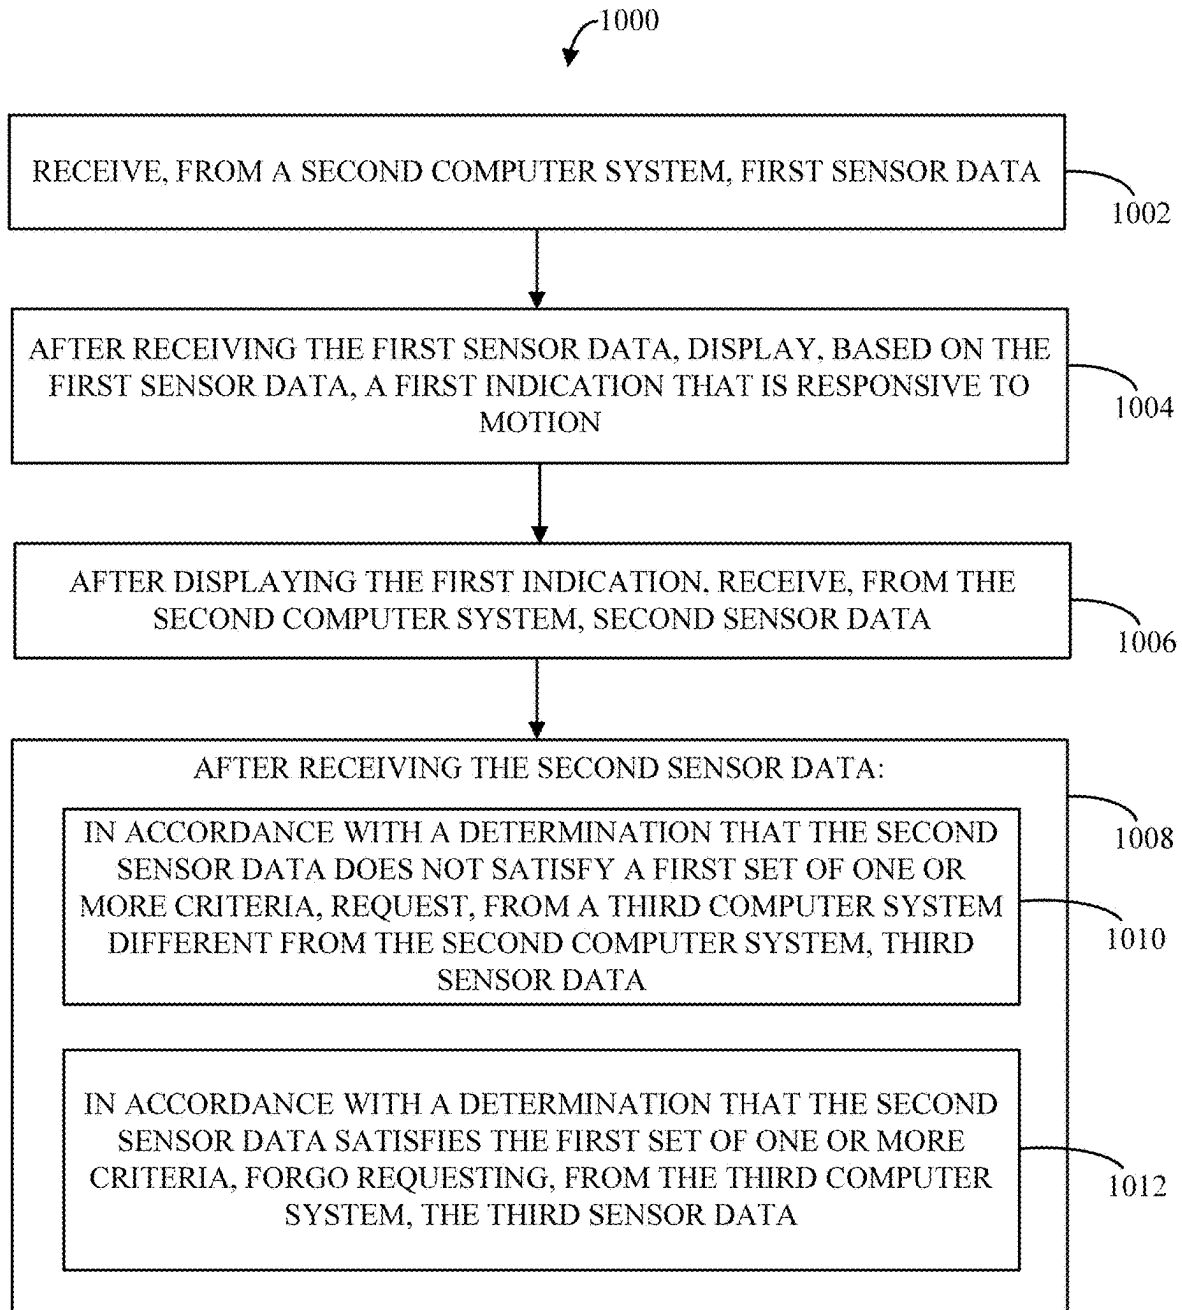 1000
RECEIVE, FROM A SECOND COMPUTER SYSTEM, FIRST SENSOR DATA
1002
AFTER RECEIVING THE FIRST SENSOR DATA, DISPLAY, BASED ON THE
FIRST SENSOR DATA, A FIRST INDICATION THAT IS RESPONSIVE TO
MOTION
1004
AFTER DISPLAYING THE FIRST INDICATION, RECEIVE, FROM THE
SECOND COMPUTER SYSTEM, SECOND SENSOR DATA
1006
AFTER RECEIVING THE SECOND SENSOR DATA:
1008
IN ACCORDANCE WITH A DETERMINATION THAT THE SECOND
SENSOR DATA DOES NOT SATISFY A FIRST SET OF ONE OR
MORE CRITERIA, REQUEST, FROM A THIRD COMPUTER SYSTEM
DIFFERENT FROM THE SECOND COMPUTER SYSTEM, THIRD
SENSOR DATA
1010
IN ACCORDANCE WITH A DETERMINATION THAT THE SECOND
SENSOR DATA SATISFIES THE FIRST SET OF ONE OR MORE
CRITERIA, FORGO REQUESTING, FROM THE THIRD COMPUTER
SYSTEM, THE THIRD SENSOR DATA
1012